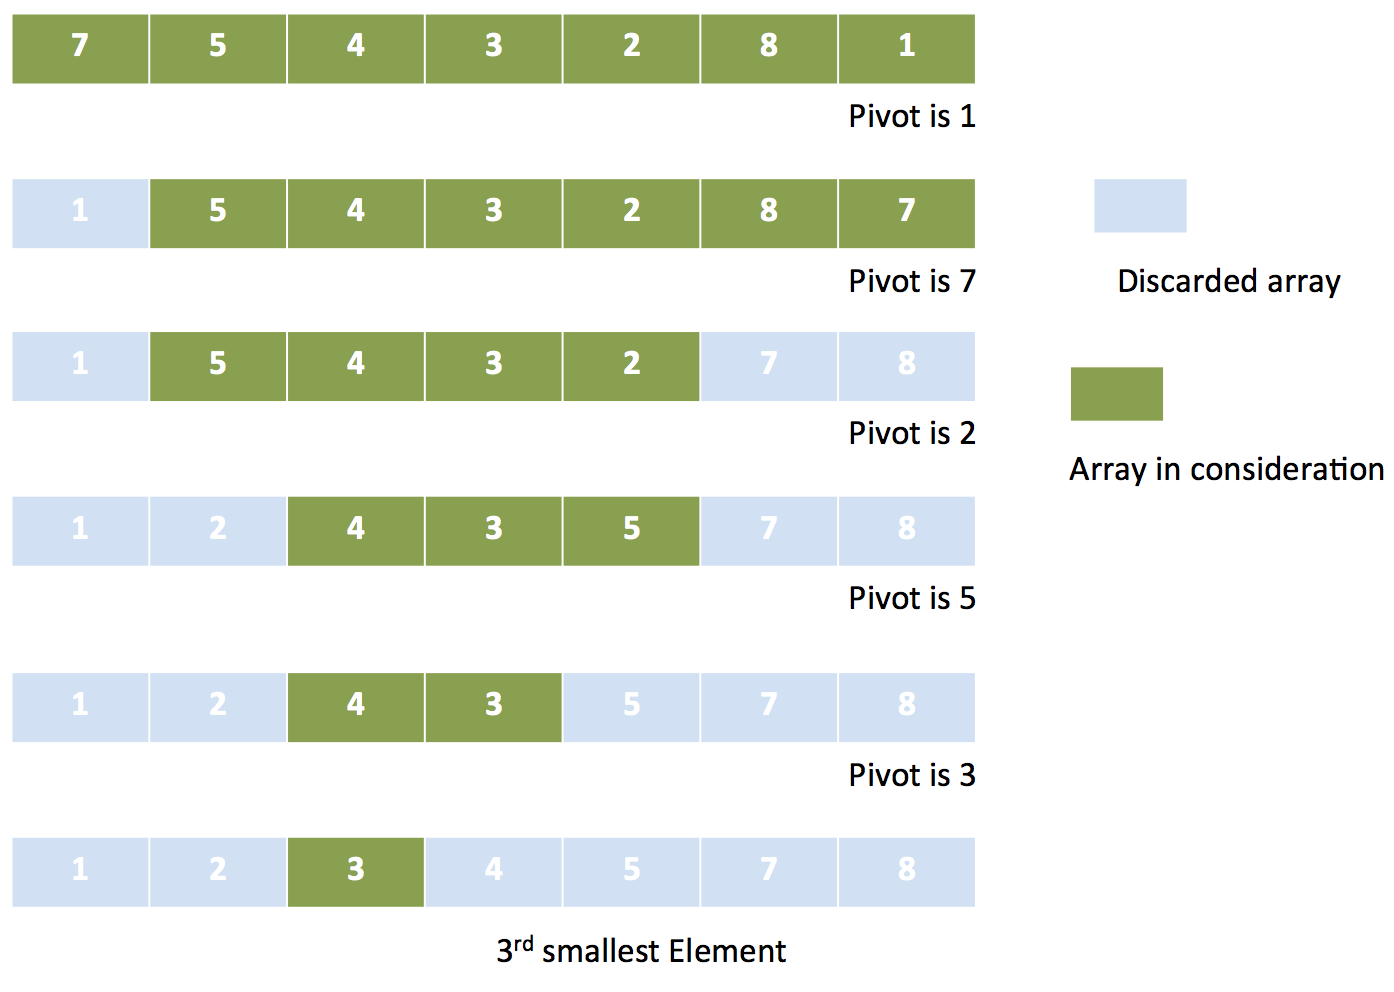 7 5 4 3 2 8 1
Pivot is 1
1 5 4 3 2 8 7
Pivot is 7
Discarded array
1 5 4 3 2 7 8
Pivot is 2
Array in consideration
1 2 4 3 5 7 8
Pivot is 5
1 2 4 3 5 7 8
Pivot is 3
1 2 3 4 5 7 8
3rd smallest Element